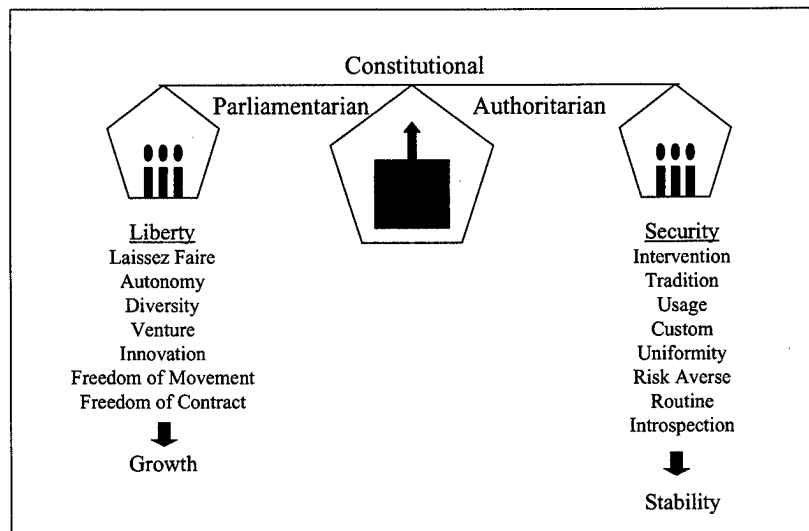 Constitutional
Parliamentarian
Authoritarian
Liberty
Laissez Faire
Autonomy
Diversity
Venture
Innovation
Freedom of Movement
Freedom of Contract
Growth
Security
Intervention
Tradition
Usage
Custom
Uniformity
Risk Averse
Routine
Introspection
Stability